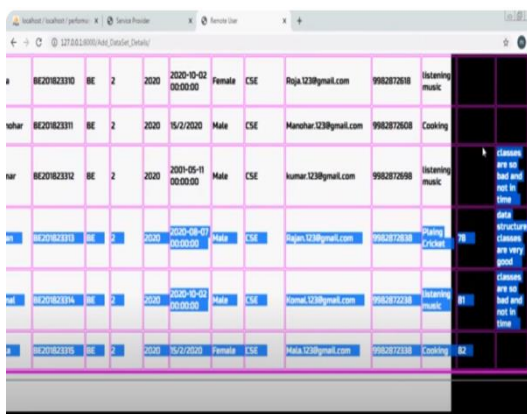 localhost / localhost / performa
Service Provider
Remote User
127.0.0.1:8000/Add_DataSet_Details/
BE201823310 BE 2 2020 2020-10-02 00:00:00 Female CSE Roja.123@gmail.com 9982872618 listening music
nohar BE201823311 BE 2 2020 15/2/2020 Male CSE Manohar.123@gmail.com 9982872608 Cooking
nar BE201823312 BE 2 2020 2001-05-11 00:00:00 Male CSE kumar.123@gmail.com 9982872698 listening music classes are so bad and not in time
an BE201823313 BE 2 2020 2020-08-07 00:00:00 Male CSE Rajan.123@gmail.com 9982872838 Plaing Cricket 78 data structure classes are very good
nal BE201823314 BE 2 2020 2020-10-02 00:00:00 Male CSE Komal.123@gmail.com 9982872238 listening music 81 classes are so bad and not in time
a BE201823315 BE 2 2020 15/2/2020 Female CSE Mala.123@gmail.com 9982872338 Cooking 82